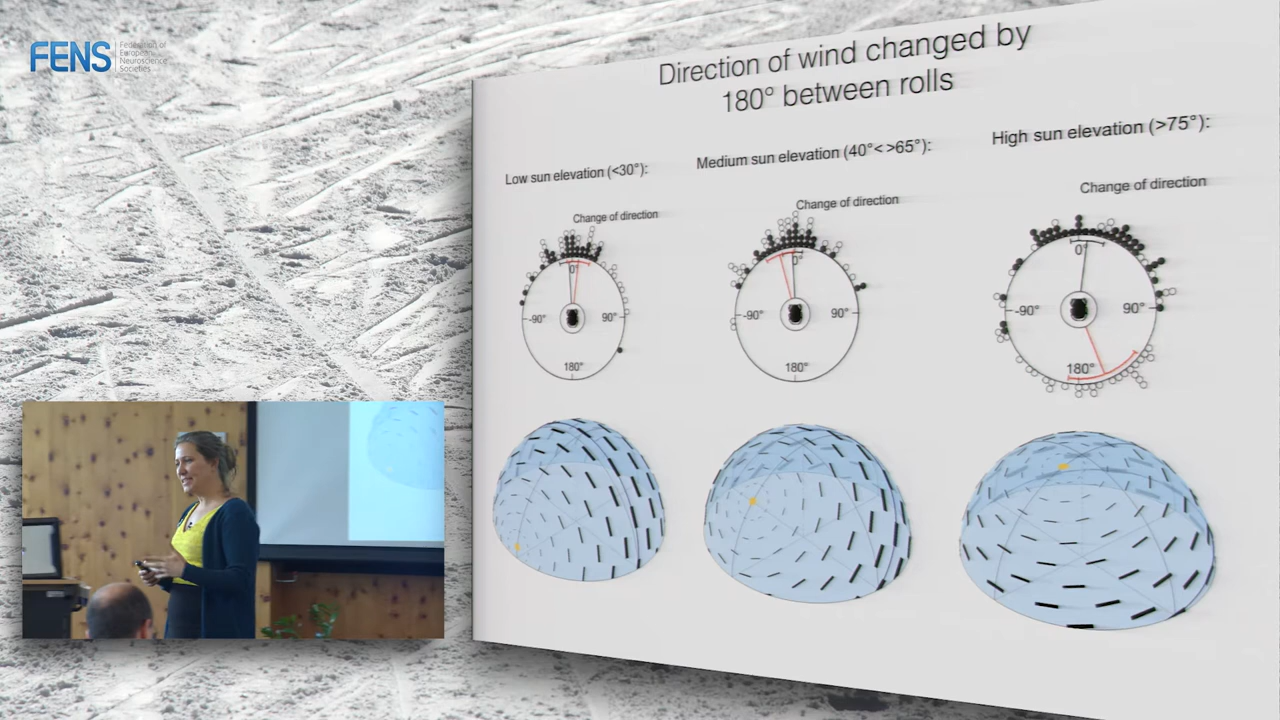 FENS
Federation of
European
Neuroscience
Societies
Direction of wind changed by
180° between rolls
Low sun elevation (<30°):
Medium sun elevation (40°< >65°):
High sun elevation (>75°):
Change of direction
Change of direction
Change of direction
0°
-90°
90°
180°
0°
-90°
90°
180°
0°
-90°
90°
180°